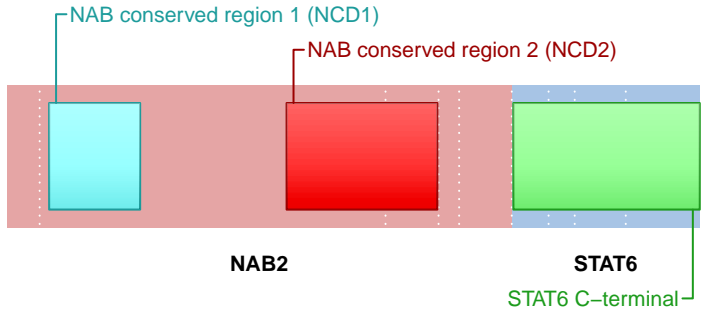 NAB conserved region 1 (NCD1)
NAB conserved region 2 (NCD2)
NAB2
STAT6
STAT6 C−terminal